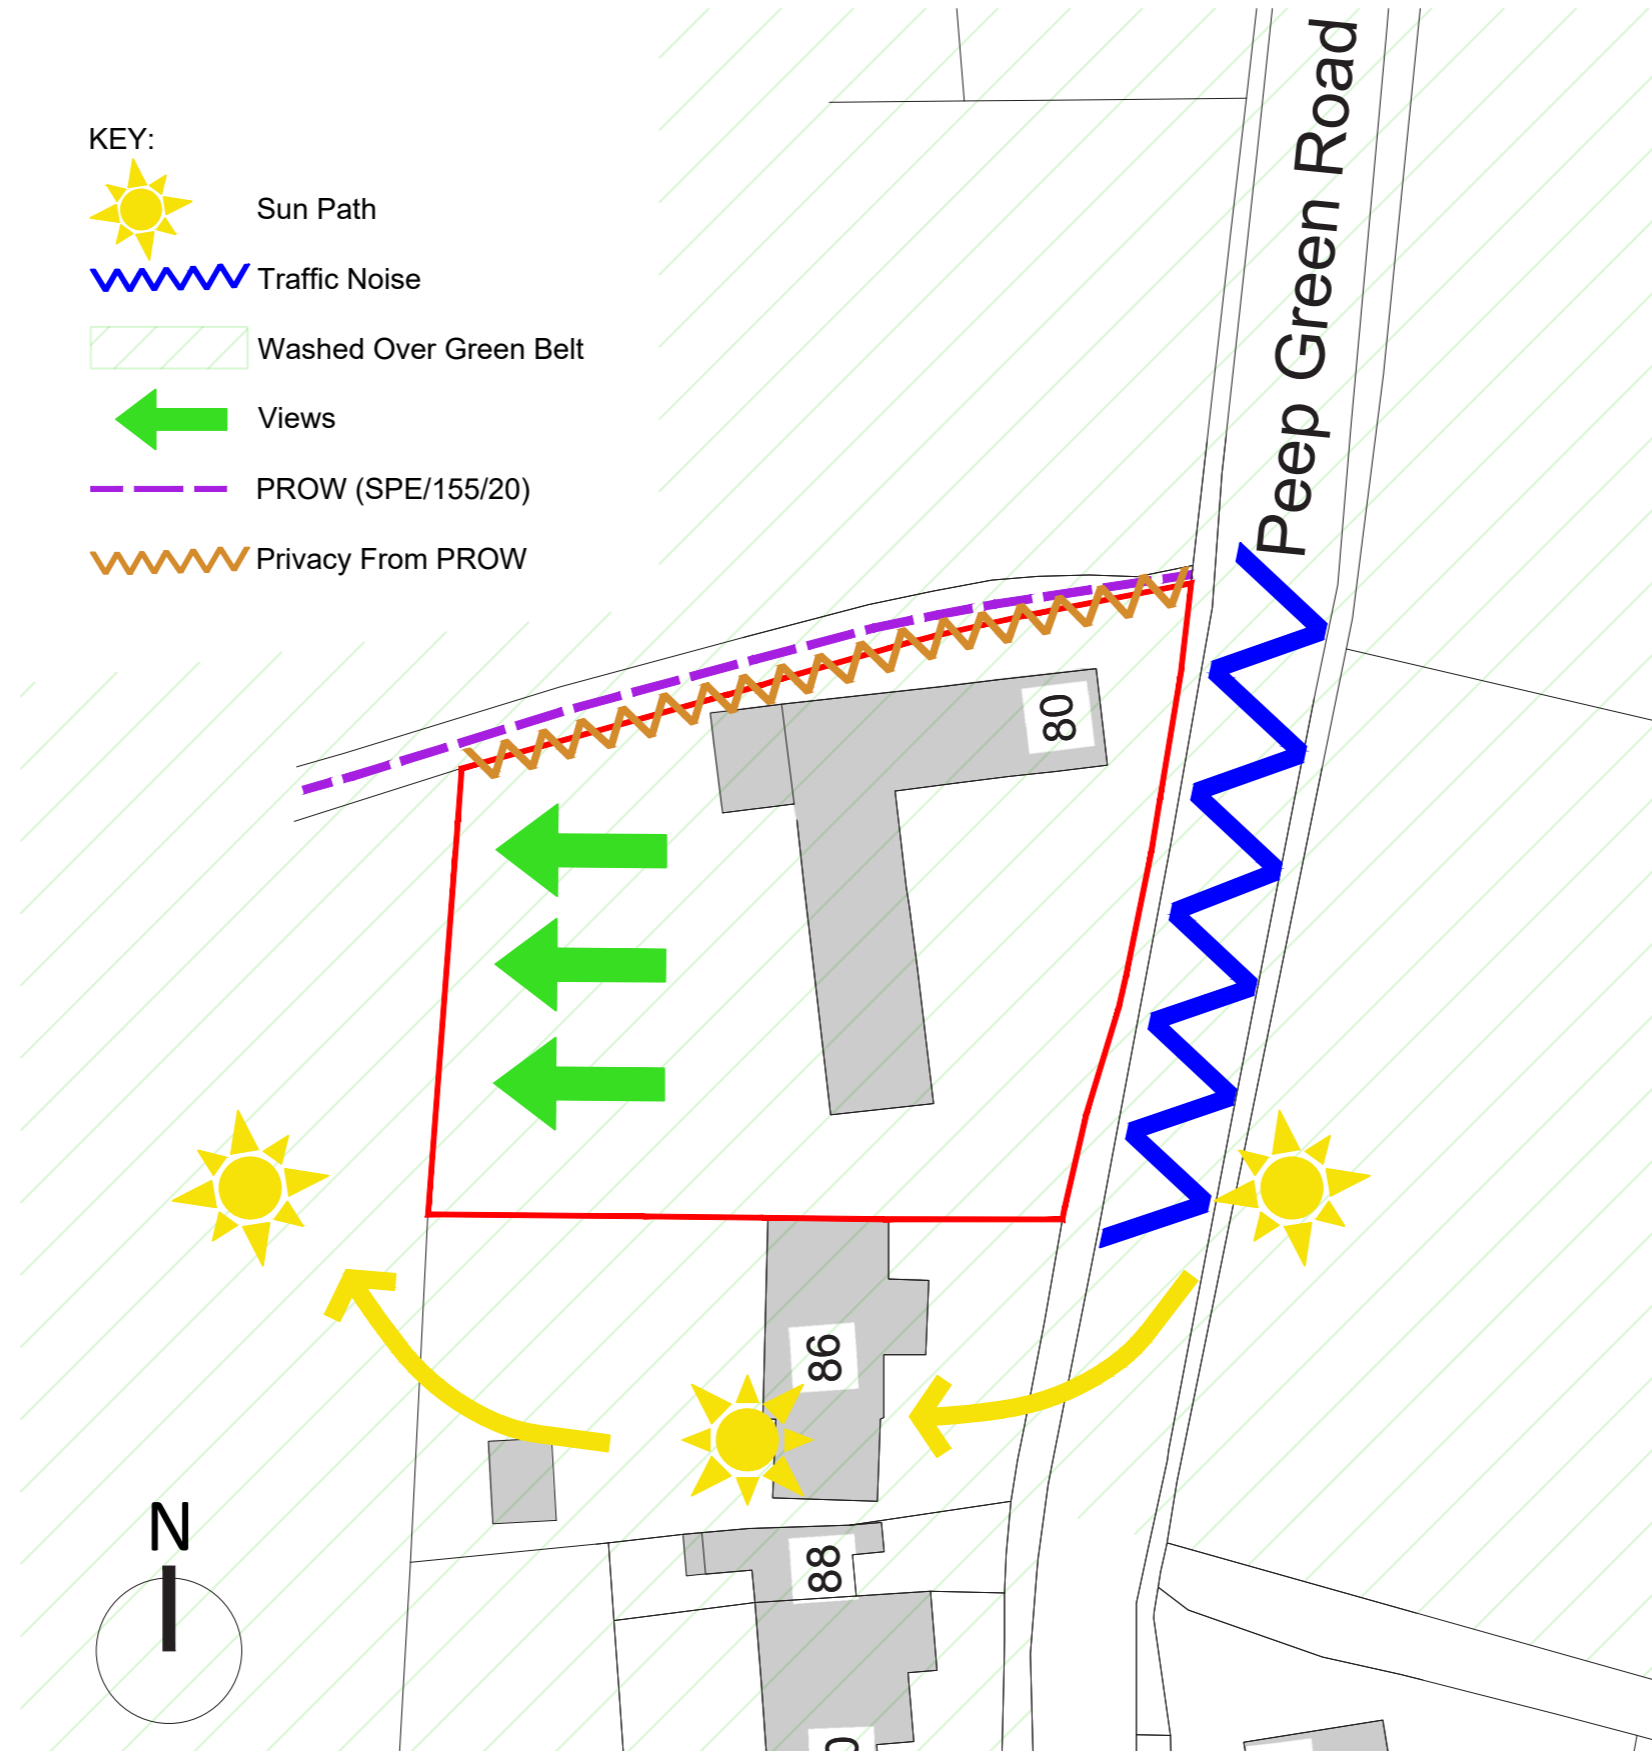 KEY:
Sun Path
Traffic Noise
Washed Over Green Belt
Views
PROW (SPE/155/20)
Privacy From PROW
Peep Green Road
80
86
88
N